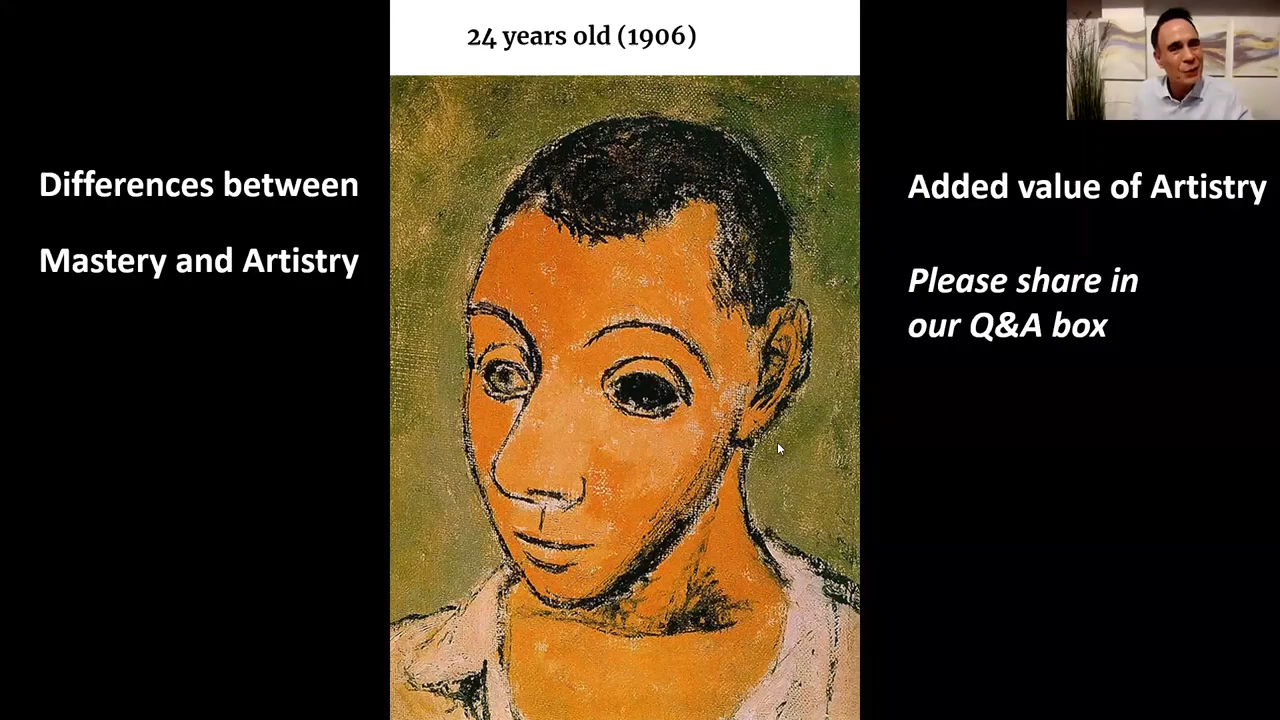 24 years old (1906)
Differences between
Mastery and Artistry
Added value of Artistry
Please share in
our Q&A box